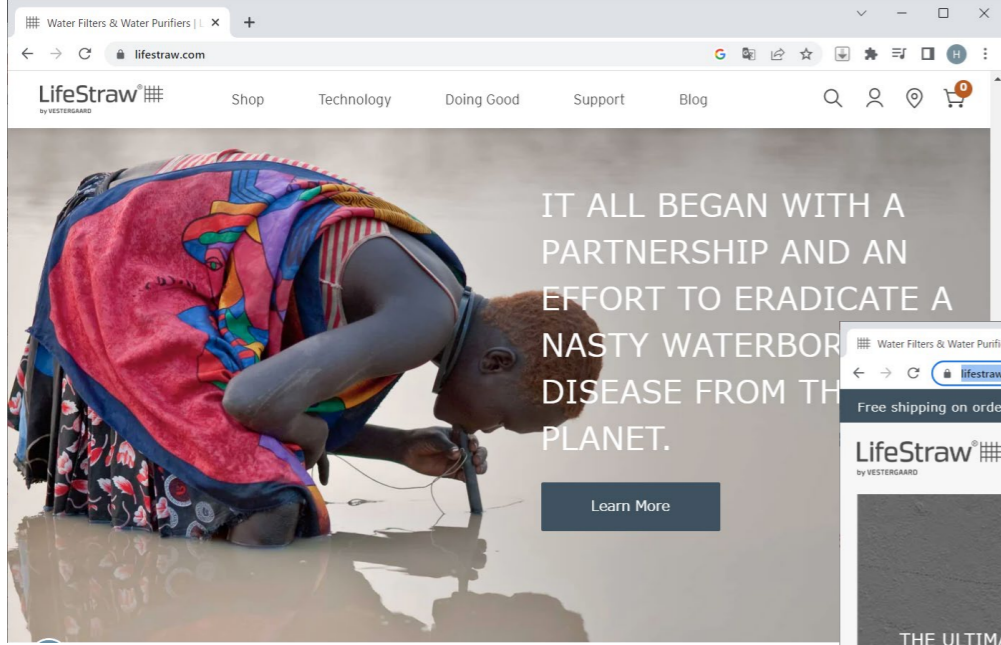 Water Filters & Water Purifiers | L
lifestraw.com
G
H
LifeStraw®
by VESTERGAARD
Shop
Technology
Doing Good
Support
Blog
0
IT ALL BEGAN WITH A
PARTNERSHIP AND AN
EFFORT TO ERADICATE A
NASTY WATERBOR
DISEASE FROM TH
PLANET.
Learn More
Water Filters & Water Purifi
lifestraw
Free shipping on orde
LifeStraw®
by VESTERGAARD
THE ULTIMA